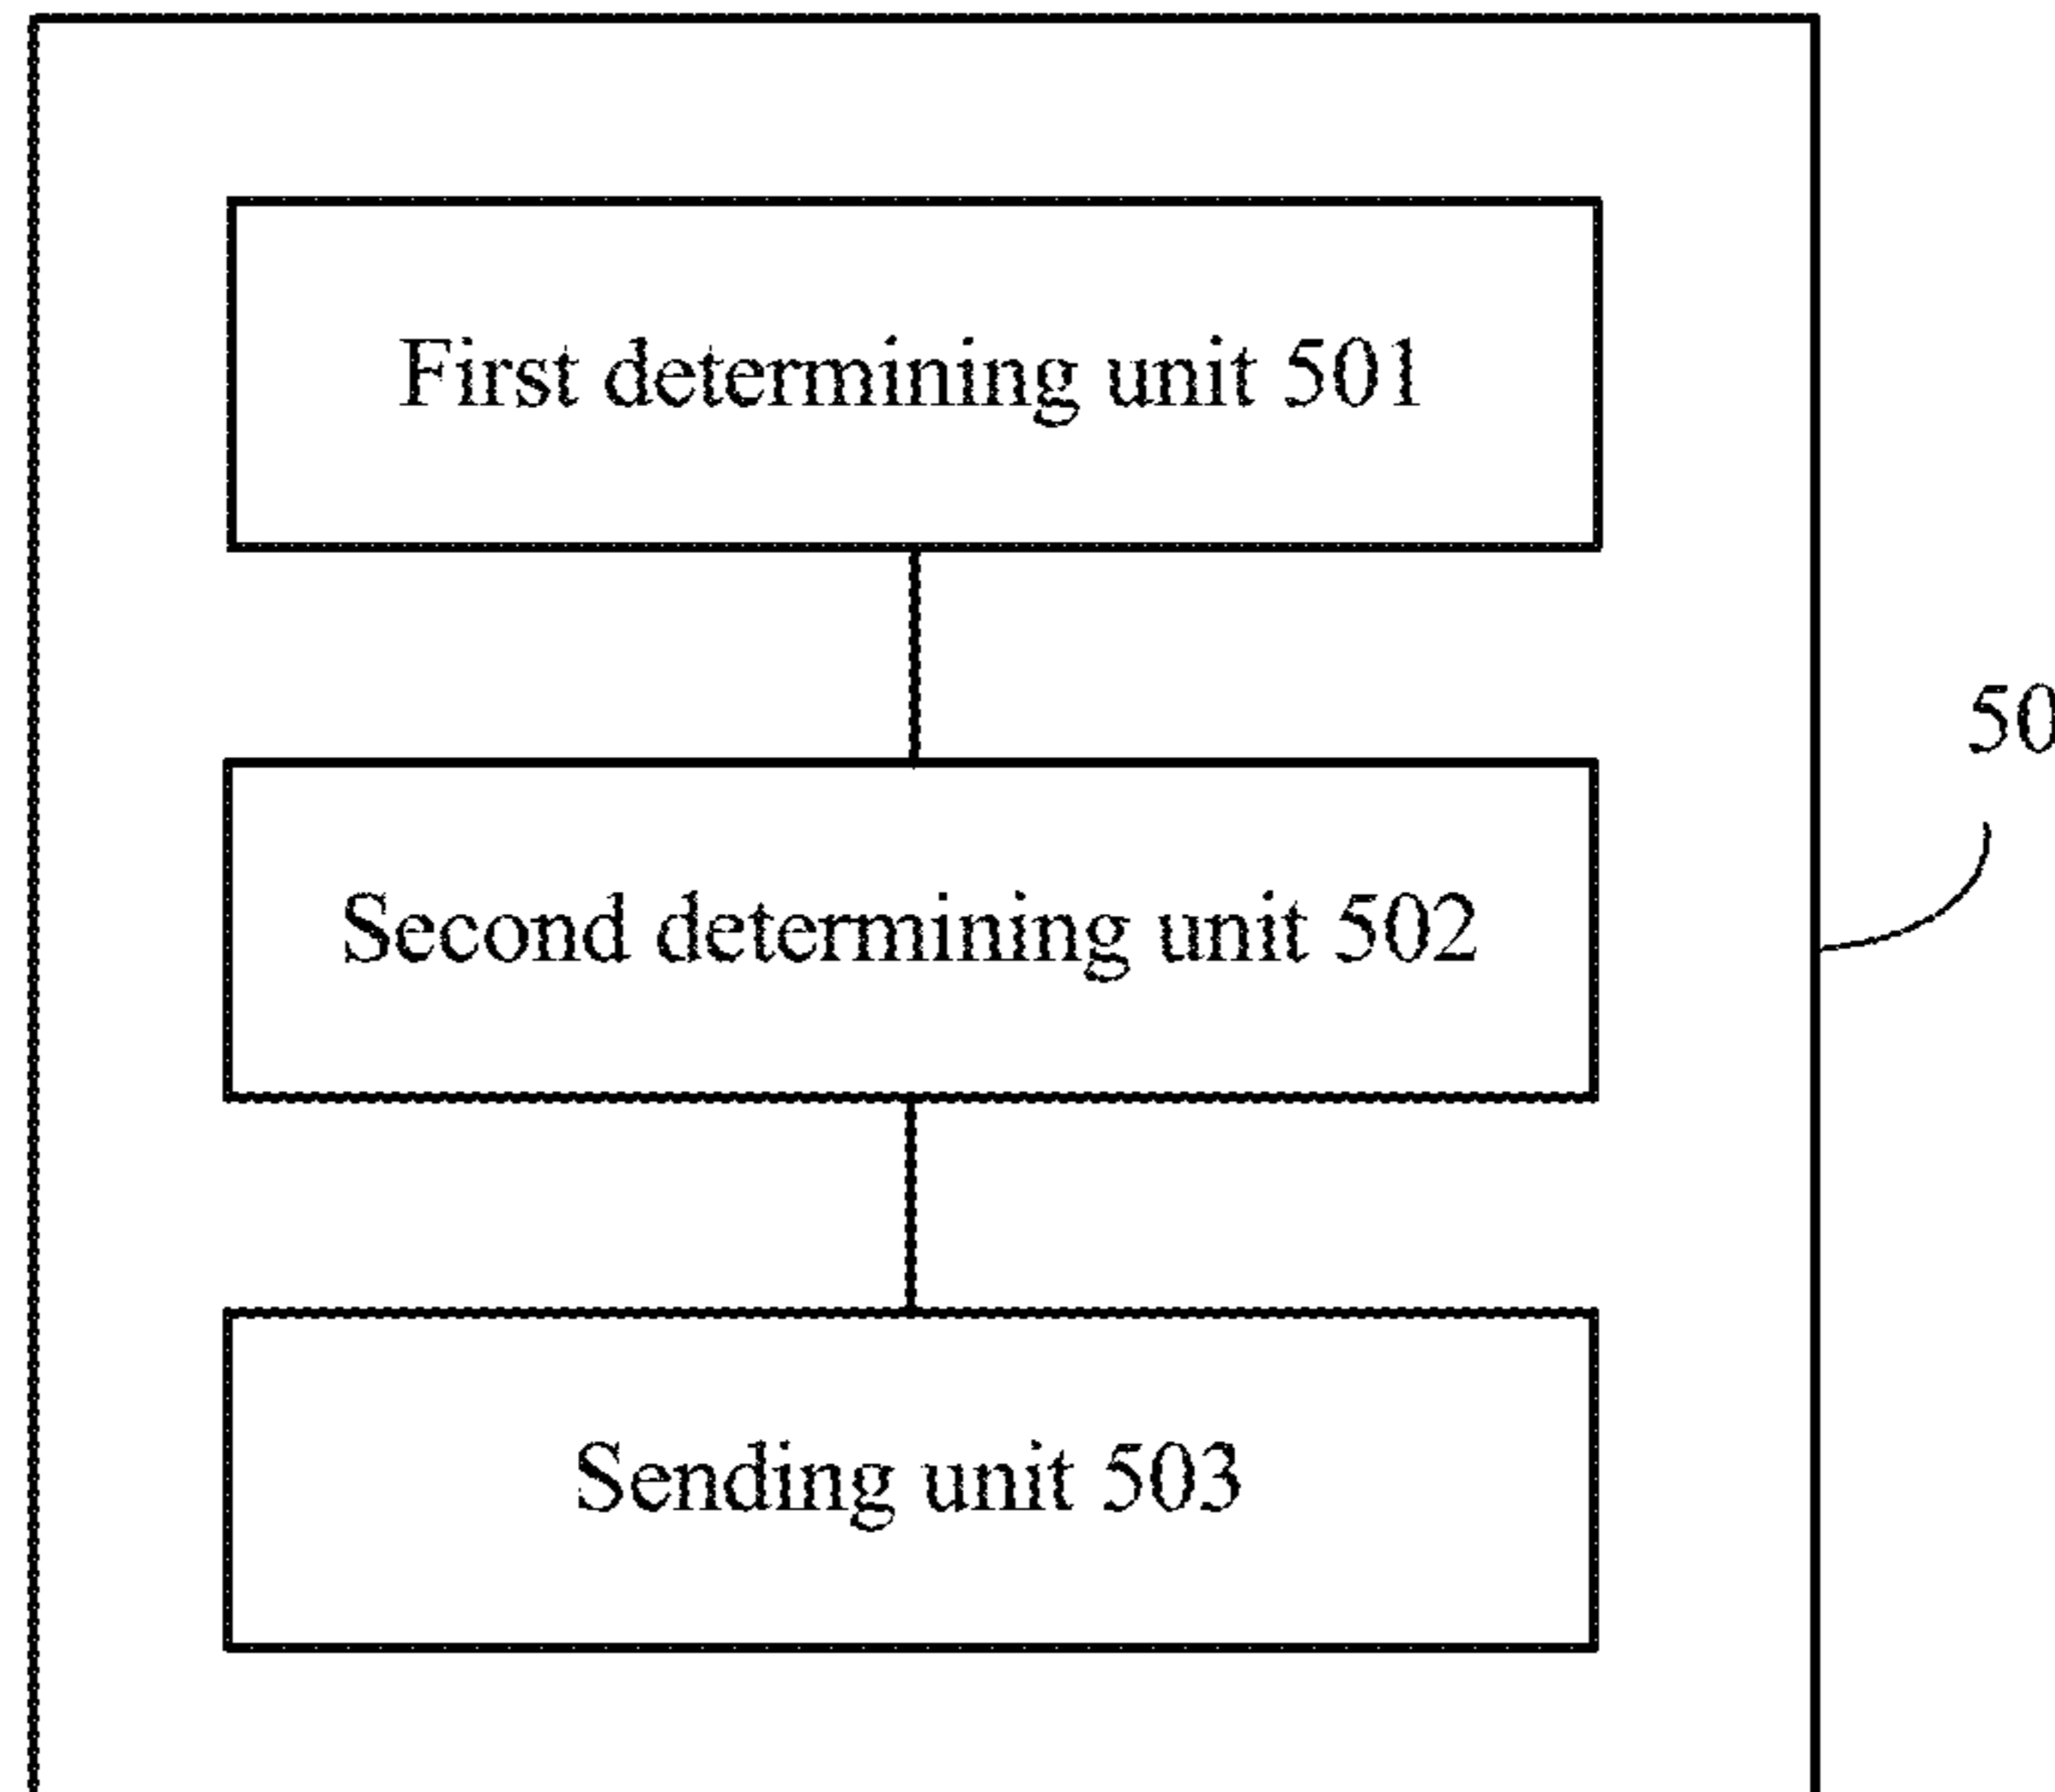 First determining unit 501
50
Second determining unit 502
Sending unit 503